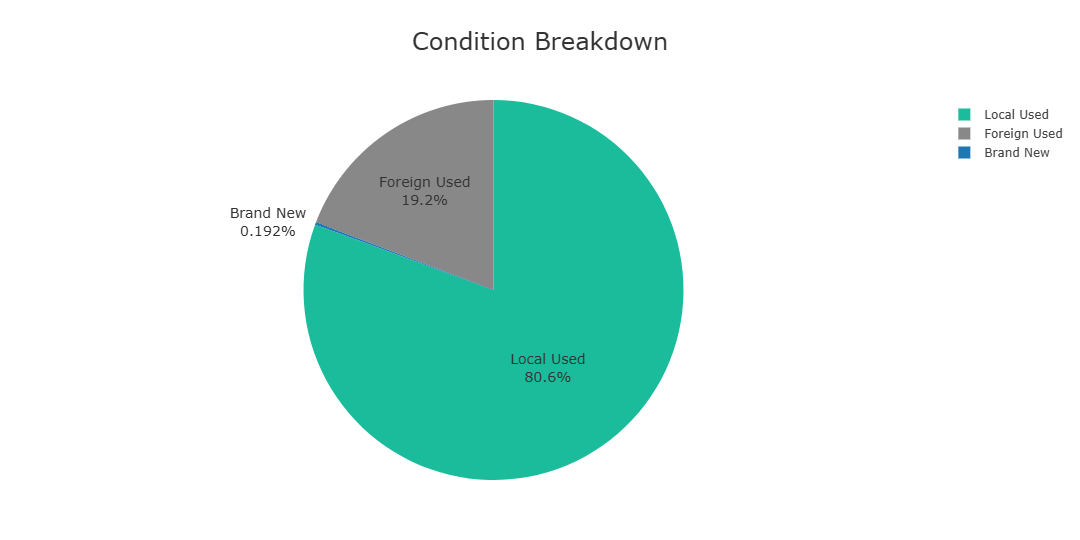 Condition Breakdown
Local Used
Foreign Used
Brand New
Foreign Used
19.2%
Brand New
0.192%
Local Used
80.6%